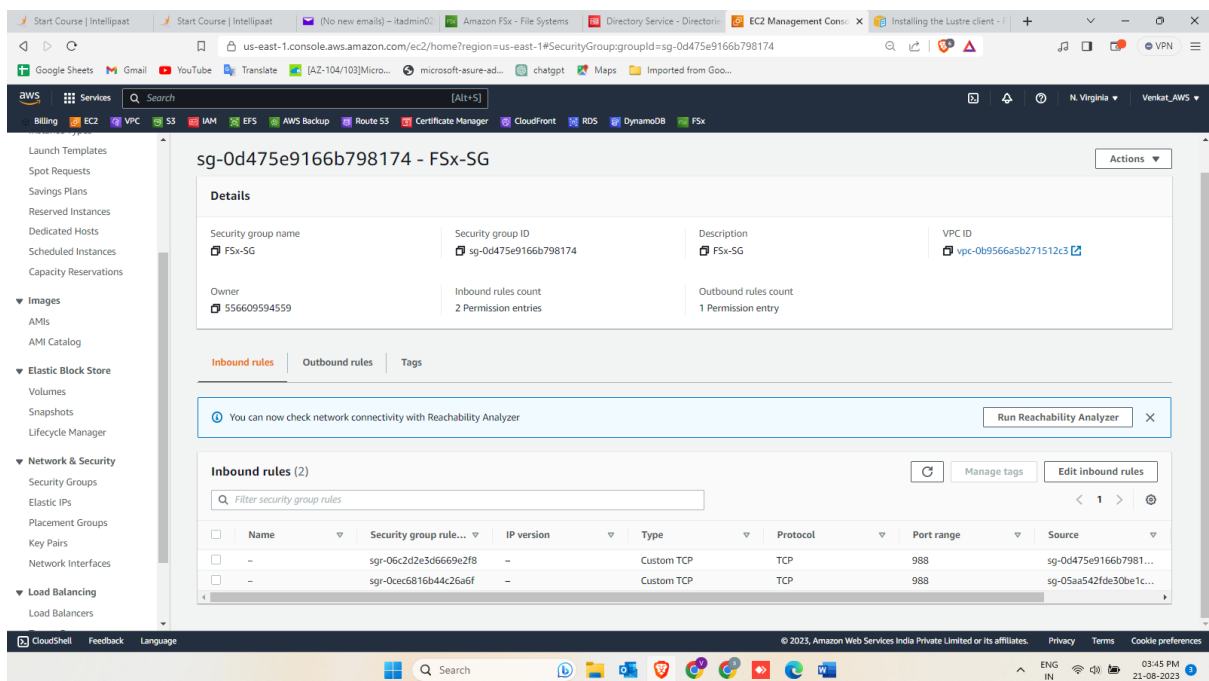 Start Course | Intellipaat
Start Course | Intellipaat
(No new emails) – itadmin02
Amazon FSx - File Systems
Directory Service - Directorie
EC2 Management Conso
Installing the Lustre client - F
us-east-1.console.aws.amazon.com/ec2/home?region=us-east-1#SecurityGroup:groupId=sg-0d475e9166b798174
VPN
Google Sheets Gmail YouTube Translate [AZ-104/103]Micro... microsoft-asure-ad... chatgpt Maps Imported from Goo...
aws Services Search [Alt+S] N. Virginia Venkat_AWS
Billing EC2 VPC S3 IAM EFS AWS Backup Route 53 Certificate Manager CloudFront RDS DynamoDB FSx
Launch Templates
Spot Requests
Savings Plans
Reserved Instances
Dedicated Hosts
Scheduled Instances
Capacity Reservations
Images
AMIs
AMI Catalog
Elastic Block Store
Volumes
Snapshots
Lifecycle Manager
Network & Security
Security Groups
Elastic IPs
Placement Groups
Key Pairs
Network Interfaces
Load Balancing
Load Balancers
sg-0d475e9166b798174 - FSx-SG
Actions
Details
Security group name
FSx-SG
Security group ID
sg-0d475e9166b798174
Description
FSx-SG
VPC ID
vpc-0b9566a5b271512c3
Owner
556609594559
Inbound rules count
2 Permission entries
Outbound rules count
1 Permission entry
Inbound rules Outbound rules Tags
You can now check network connectivity with Reachability Analyzer
Run Reachability Analyzer
Inbound rules (2)
Manage tags
Edit inbound rules
Filter security group rules
1
Name Security group rule... IP version Type Protocol Port range Source
– sgr-06c2d2e3d6669e2f8 – Custom TCP TCP 988 sg-0d475e9166b7981...
– sgr-0cec6816b44c26a6f – Custom TCP TCP 988 sg-05aa542fde30be1c...
CloudShell Feedback Language © 2023, Amazon Web Services India Private Limited or its affiliates. Privacy Terms Cookie preferences
Search
ENG
IN
03:45 PM
21-08-2023
3